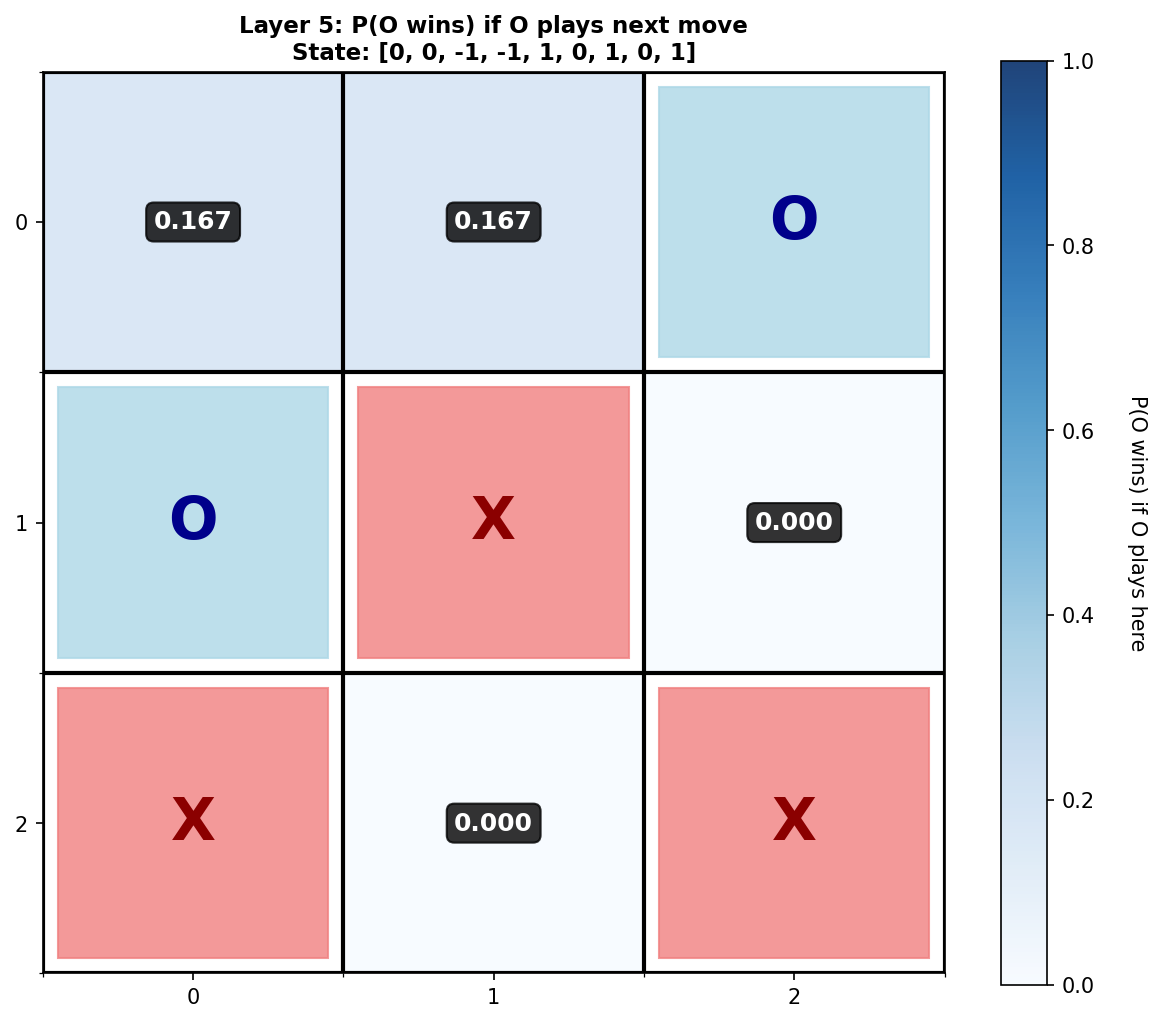 Layer 5: P(O wins) if O plays next move
State: [0, 0, -1, -1, 1, 0, 1, 0, 1]
0.167
0.167
O
O
X
0.000
X
0.000
X
0
1
2
0
1
2
1.0
0.8
0.6
0.4
0.2
0.0
P(O wins) if O plays here